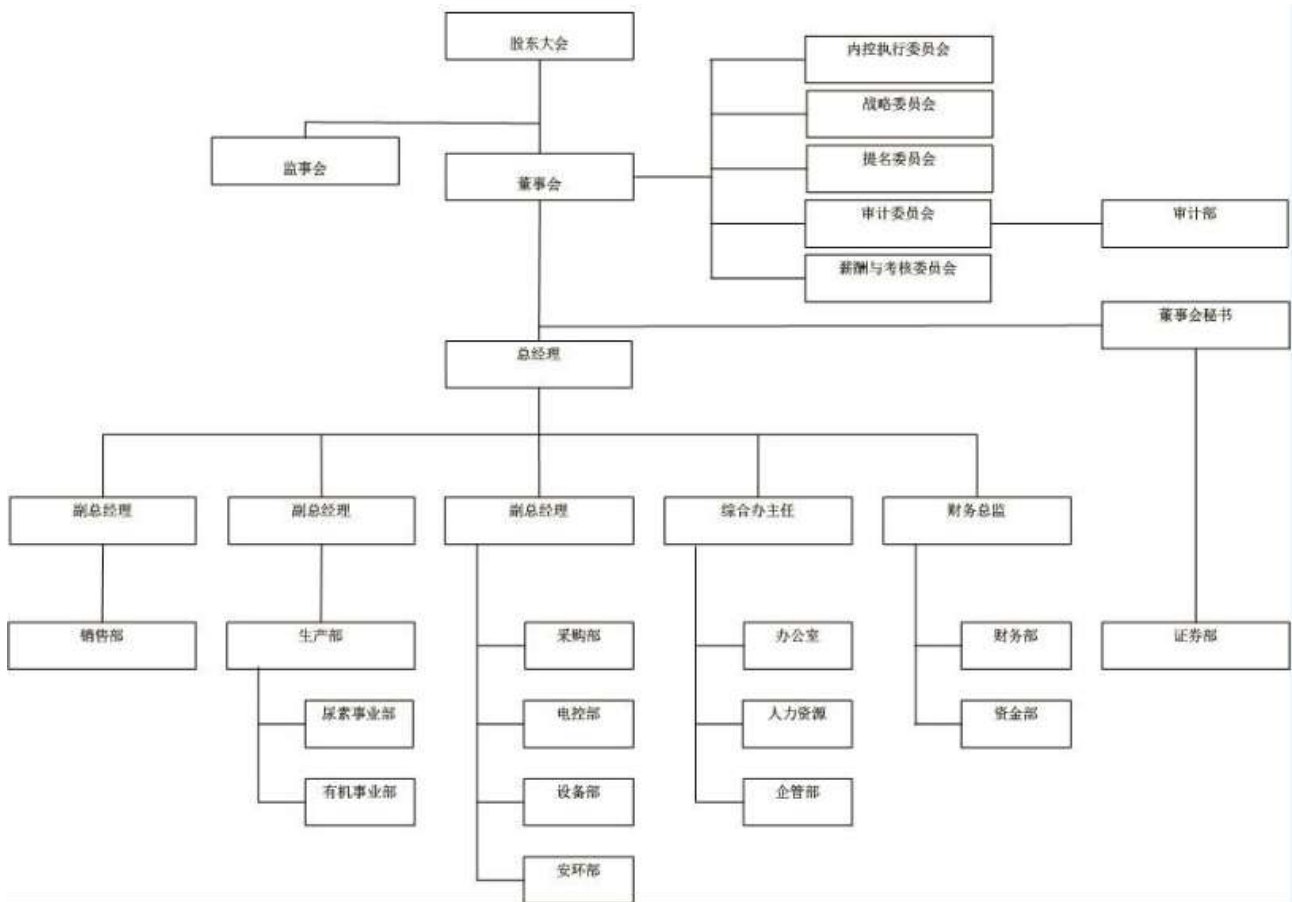 股东大会
内控执行委员会
战略委员会
监事会
董事会
提名委员会
审计委员会
审计部
薪酬与考核委员会
董事会秘书
总经理
副总经理
副总经理
副总经理
综合办主任
财务总监
销售部
生产部
采购部
办公室
财务部
证券部
尿素事业部
电控部
人力资源
资金部
有机事业部
设备部
企管部
安环部